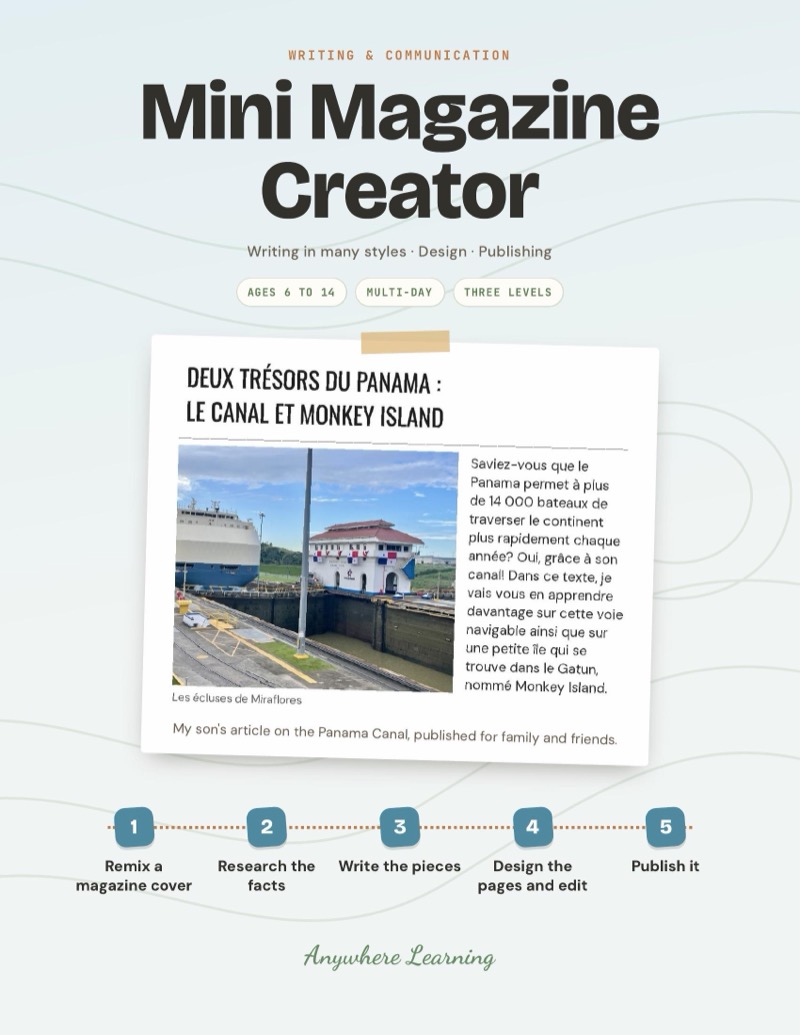 WRITING & COMMUNICATION
Mini Magazine
Creator
Writing in many styles · Design · Publishing
AGES 6 TO 14
MULTI-DAY
THREE LEVELS
DEUX TRÉSORS DU PANAMA :
LE CANAL ET MONKEY ISLAND
Saviez-vous que le
Panama permet à plus
de 14 000 bateaux de
traverser le continent
plus rapidement chaque
année? Oui, grâce à son
canal! Dans ce texte, je
vais vous en apprendre
davantage sur cette voie
navigable ainsi que sur
une petite île qui se
trouve dans le Gatun,
nommé Monkey Island.
Les écluses de Miraflores
My son's article on the Panama Canal, published for family and friends.
1
2
3
4
5
Remix a
magazine cover
Research the
facts
Write the pieces
Design the
pages and edit
Publish it
Anywhere Learning